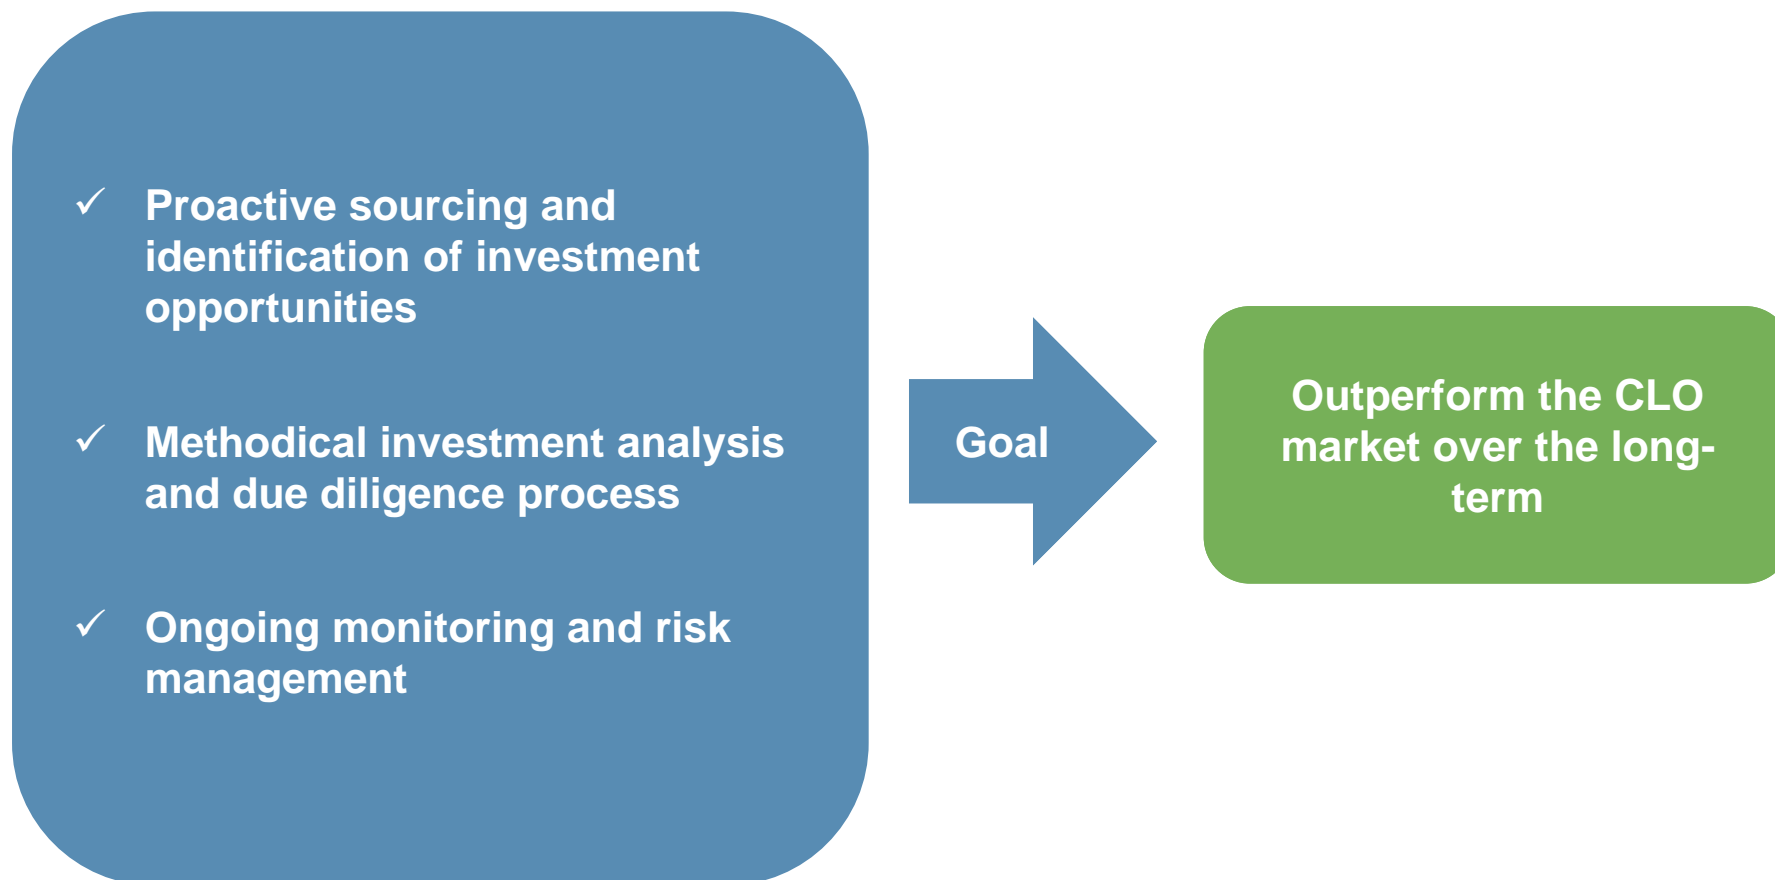 ✓ Proactive sourcing and
identification of investment
opportunities
✓ Methodical investment analysis
and due diligence process
✓ Ongoing monitoring and risk
management
Goal
Outperform the CLO
market over the long-
term